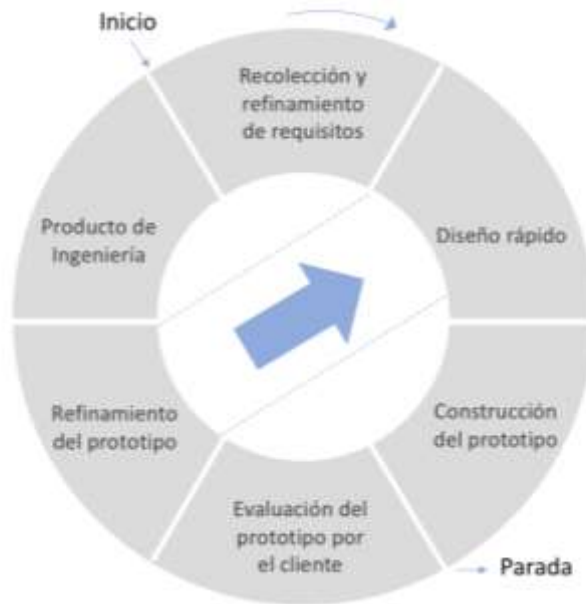 Inicio
Recolección y
refinamiento
de requisitos
Diseño rápido
Construcción
del prototipo
Parada
Evaluación del
prototipo por
el cliente
Refinamiento
del prototipo
Producto de
Ingeniería